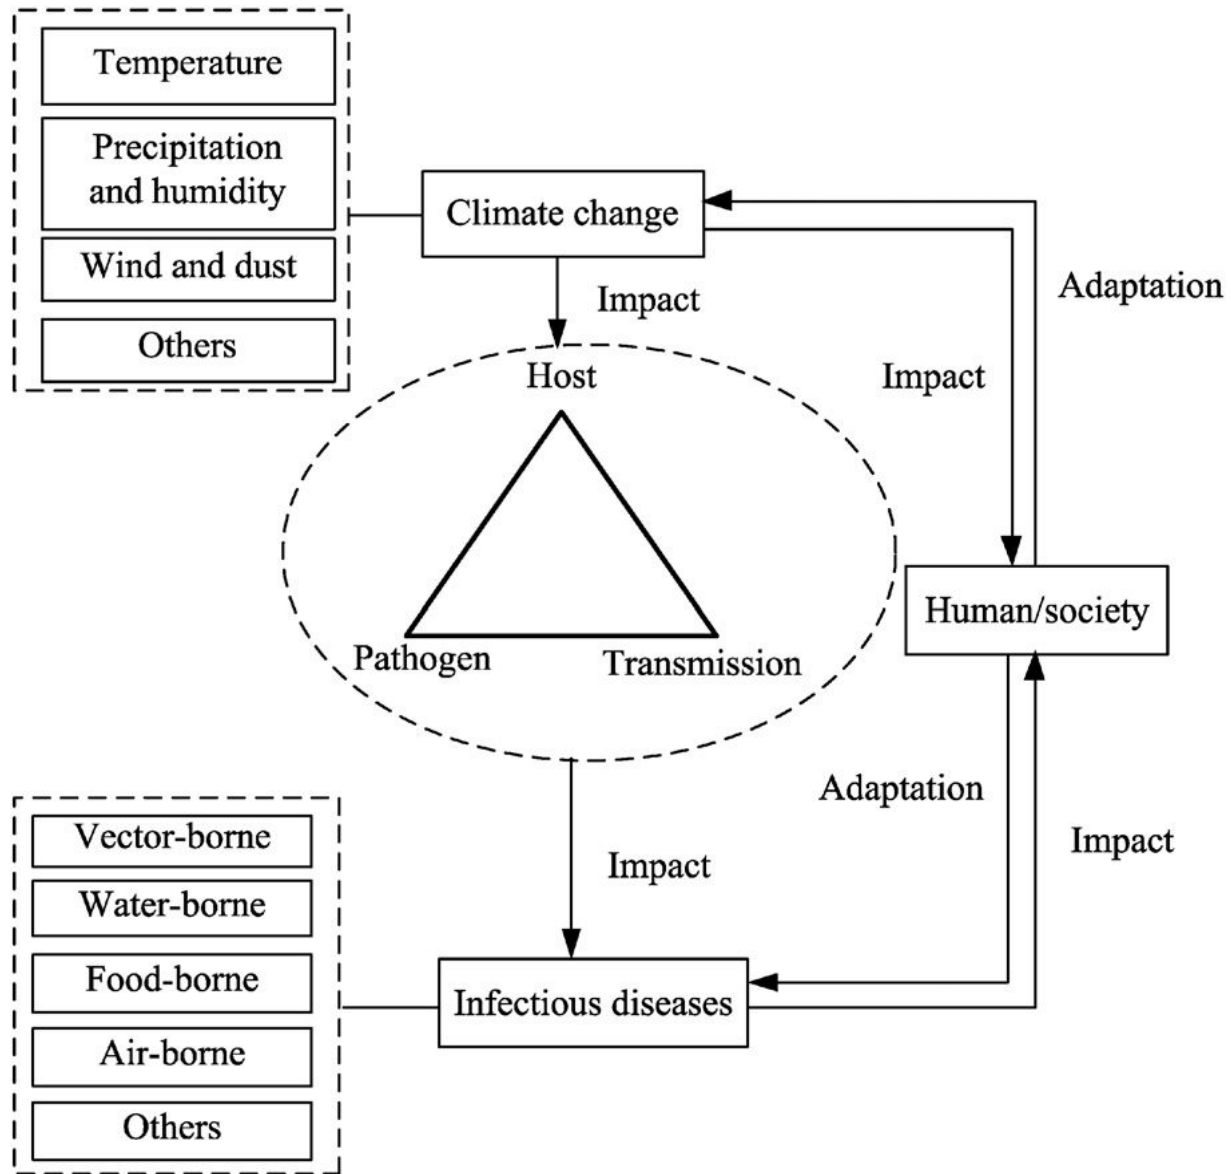 Temperature
Precipitation
and humidity
Wind and dust
Others
Climate change
Impact
Adaptation
Impact
Host
Pathogen
Transmission
Human/society
Adaptation
Impact
Impact
Vector-borne
Water-borne
Food-borne
Air-borne
Others
Infectious diseases